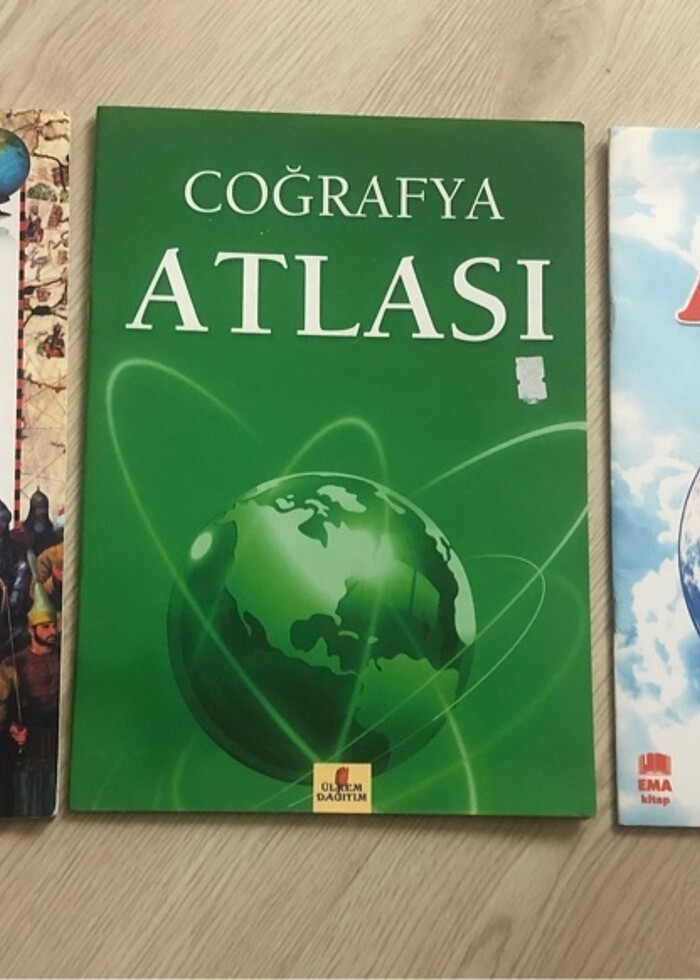 COĞRAFYA
ATLASI
ÜLKEM
DAĞITIM
EMA
kitap